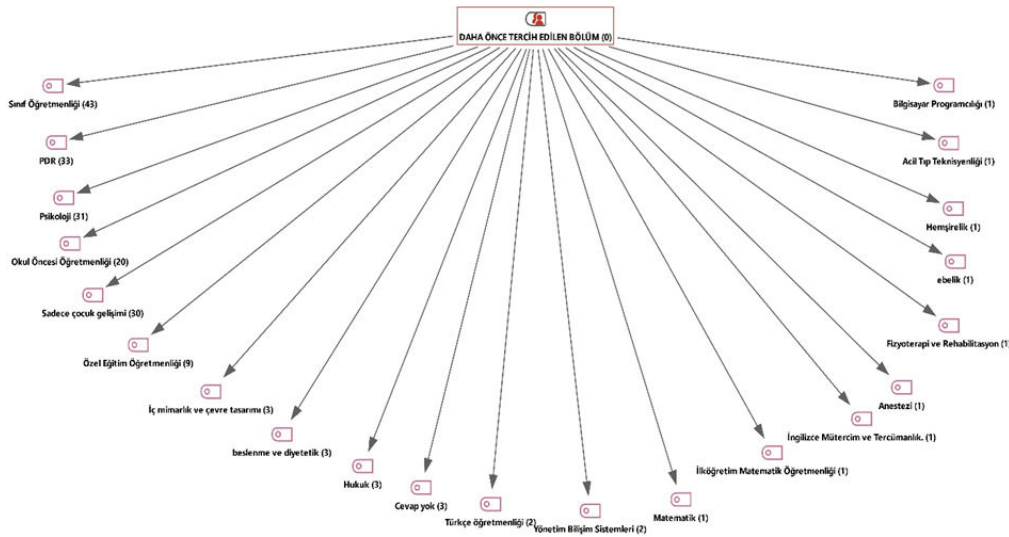 DAHA ÖNCE TERCİH EDİLEN BÖLÜM (0)
Sınıf Öğretmenliği (43)
PDR (33)
Psikoloji (31)
Okul Öncesi Öğretmenliği (20)
Sadece çocuk gelişimi (30)
Özel Eğitim Öğretmenliği (9)
İç mimarlık ve çevre tasarımı (3)
beslenme ve diyetetik (3)
Hukuk (3)
Cevap yok (3)
Türkçe öğretmenliği (2)
Yönetim Bilişim Sistemleri (2)
Matematik (1)
İlköğretim Matematik Öğretmenliği (1)
İngilizce Mütercim ve Tercümanlık. (1)
Anestezi (1)
Fizyoterapi ve Rehabilitasyon (1)
ebelik (1)
Hemşirelik (1)
Acil Tıp Teknisyenliği (1)
Bilgisayar Programcılığı (1)